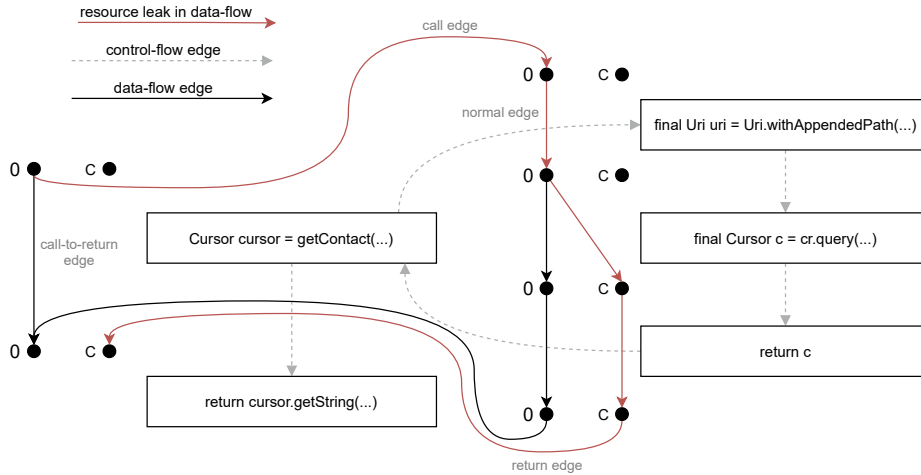 resource leak in data-flow
call edge
control-flow edge
0 C
data-flow edge
normal edge
final Uri uri = Uri.withAppendedPath(...)
0 C
0 C
Cursor cursor = getContact(...)
final Cursor c = cr.query(...)
call-to-return
edge
0 C
0 C
return c
return cursor.getString(...)
0 C
return edge